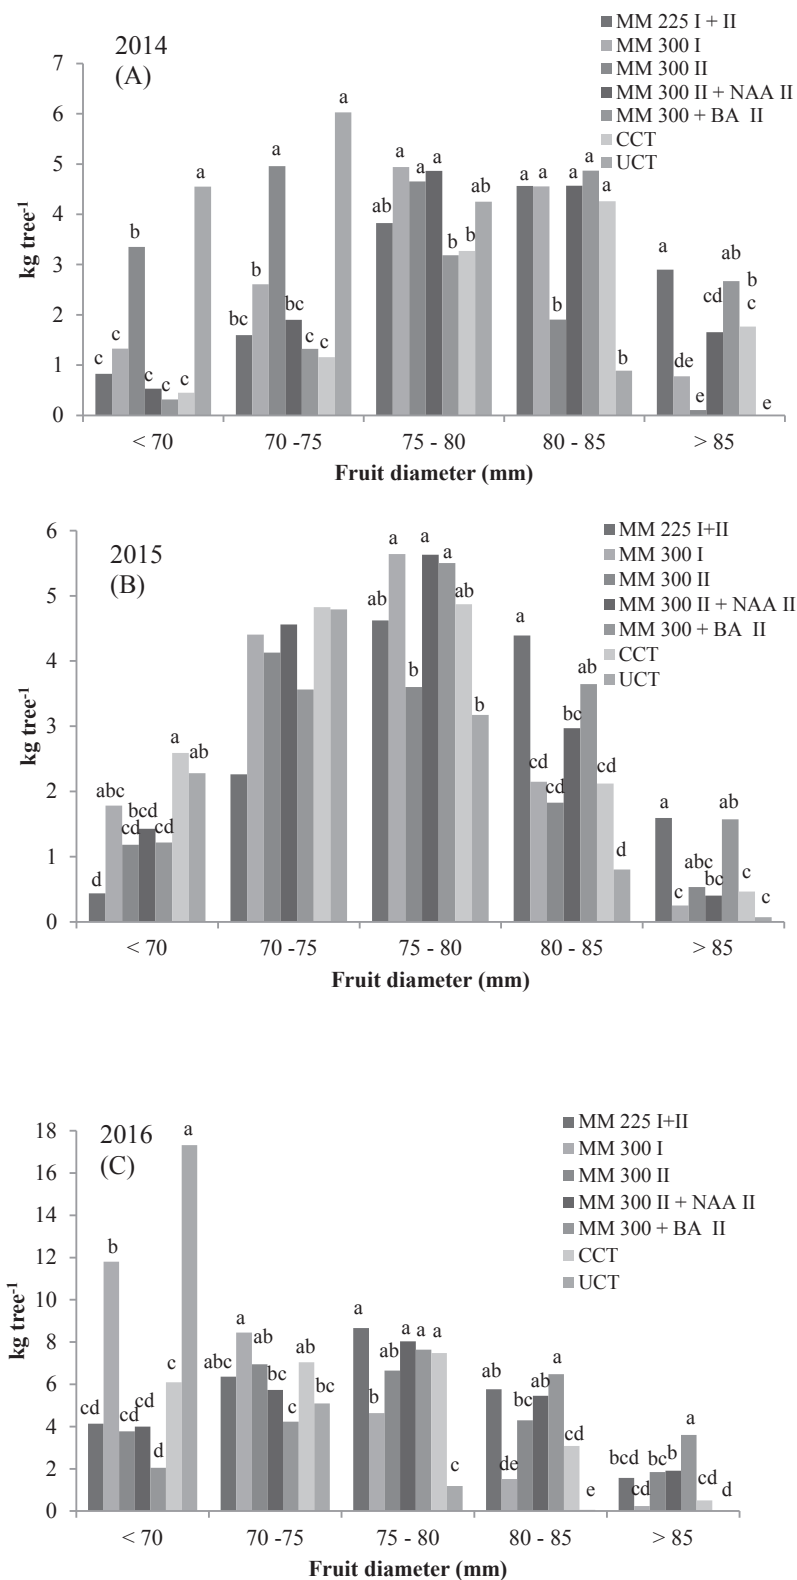 2014
(A)
MM 225 I + II
MM 300 I
MM 300 II
MM 300 II + NAA II
MM 300 + BA II
CCT
UCT
kg tree-1
7
6
5
4
3
2
1
0
c c b c c c a
bc b a bc c c a
ab a a a b b ab
a a b a a a b
a de e cd ab b c e
< 70 70 -75 75 - 80 80 - 85 > 85
Fruit diameter (mm)
2015
(B)
MM 225 I+II
MM 300 I
MM 300 II
MM 300 II + NAA II
MM 300 + BA II
CCT
UCT
kg tree-1
6
5
4
3
2
1
0
d abc cd bcd cd a ab
ab a b a a ab b
a cd cd bc ab cd d
a c abc bc ab c c
< 70 70 -75 75 - 80 80 - 85 > 85
Fruit diameter (mm)
2016
(C)
MM 225 I+II
MM 300 I
MM 300 II
MM 300 II + NAA II
MM 300 + BA II
CCT
UCT
kg tree-1
18
16
14
12
10
8
6
4
2
0
cd b cd cd d c a
abc a ab bc c ab bc
a b ab a a a c
ab de bc ab a cd e
bcd cd bc b a cd d
< 70 70 -75 75 - 80 80 - 85 > 85
Fruit diameter (mm)